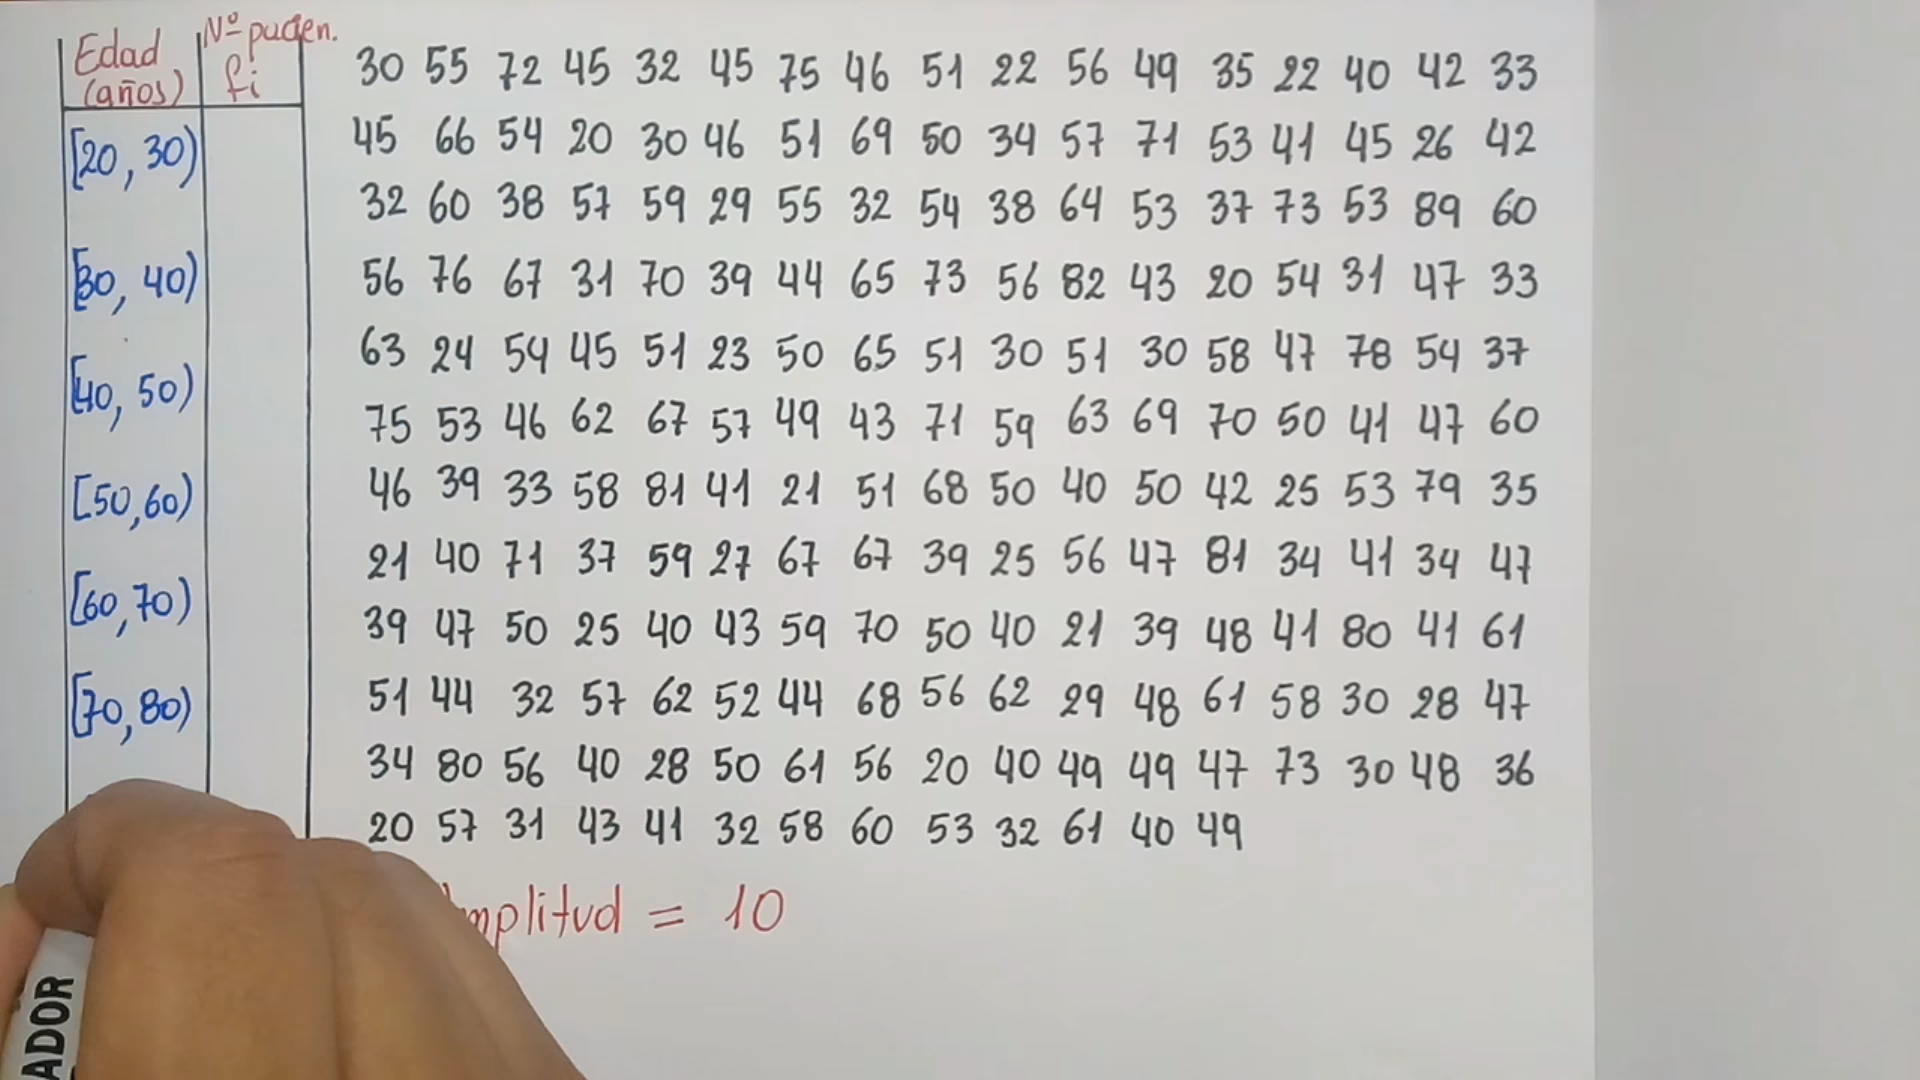 Edad
(años)
Nº pacien.
fi
[20, 30)
[30, 40)
[40, 50)
[50,60)
[60,70)
[70,80)
30 55 72 45 32 45 75 46 51 22 56 49 35 22 40 42 33
45 66 54 20 30 46 51 69 50 34 57 71 53 41 45 26 42
32 60 38 57 59 29 55 32 54 38 64 53 37 73 53 89 60
56 76 67 31 70 39 44 65 73 56 82 43 20 54 31 47 33
63 24 54 45 51 23 50 65 51 30 51 30 58 47 78 54 37
75 53 46 62 67 57 49 43 71 59 63 69 70 50 41 47 60
46 39 33 58 81 41 21 51 68 50 40 50 42 25 53 79 35
21 40 71 37 59 27 67 67 39 25 56 47 81 34 41 34 47
39 47 50 25 40 43 59 70 50 40 21 39 48 41 80 41 61
51 44 32 57 62 52 44 68 56 62 29 48 61 58 30 28 47
34 80 56 40 28 50 61 56 20 40 49 49 47 73 30 48 36
20 57 31 43 41 32 58 60 53 32 61 40 49
mplitud = 10
ADOR